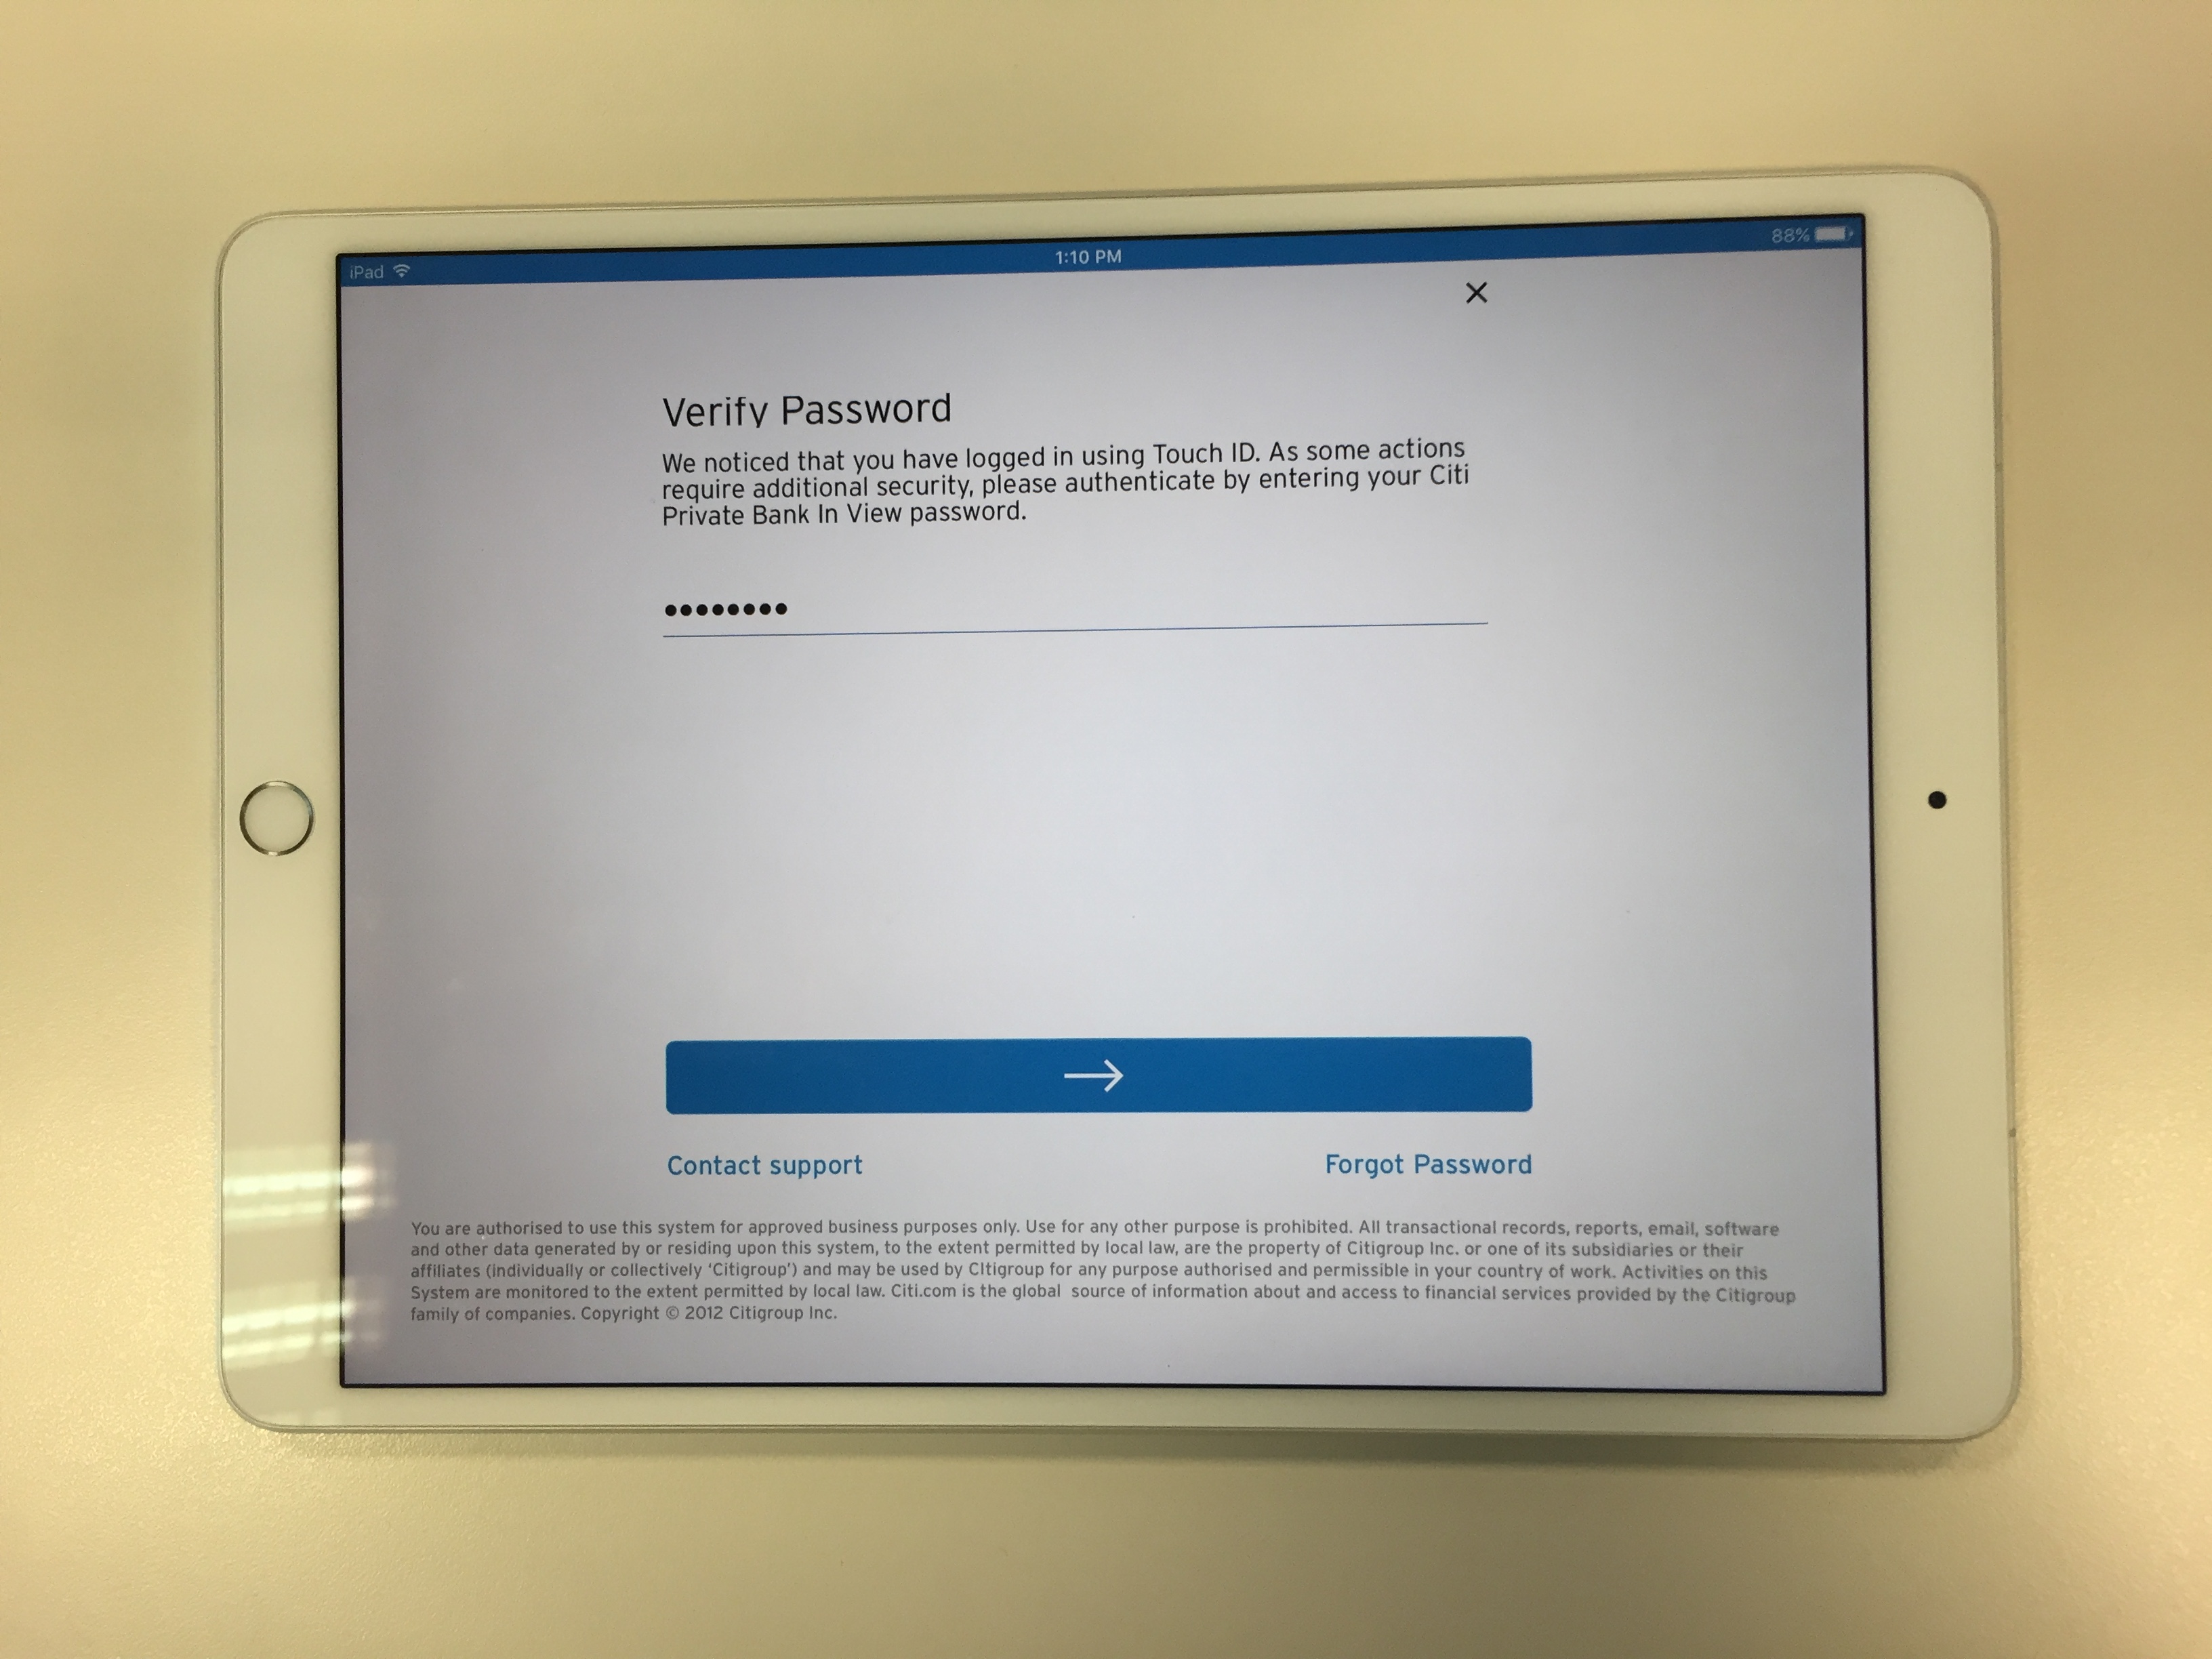 iPad
1:10 PM
88%
Verify Password
We noticed that you have logged in using Touch ID. As some actions
require additional security, please authenticate by entering your Citi
Private Bank In View password.
••••••••
Contact support
Forgot Password
You are authorised to use this system for approved business purposes only. Use for any other purpose is prohibited. All transactional records, reports, email, software
and other data generated by or residing upon this system, to the extent permitted by local law, are the property of Citigroup Inc. or one of its subsidiaries or their
affiliates (individually or collectively 'Citigroup') and may be used by Citigroup for any purpose authorised and permissible in your country of work. Activities on this
System are monitored to the extent permitted by local law. Citi.com is the global source of information about and access to financial services provided by the Citigroup
family of companies. Copyright © 2012 Citigroup Inc.